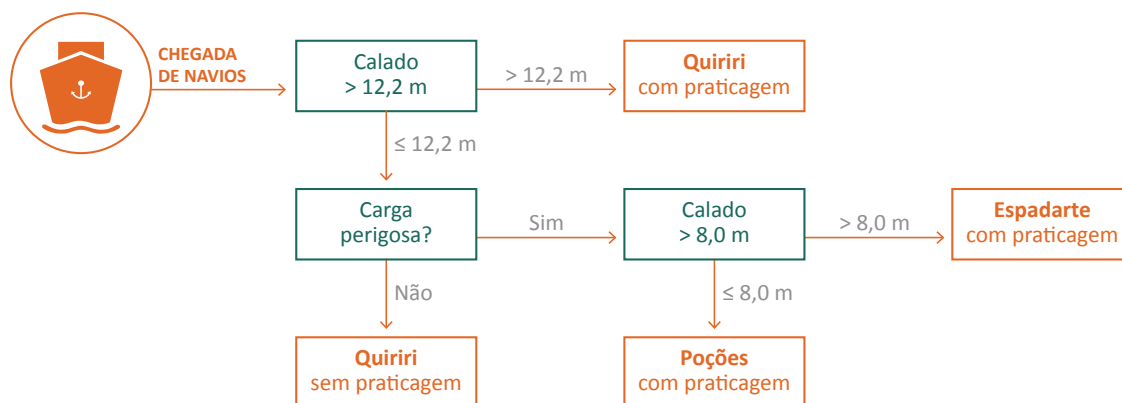 CHEGADA
DE NAVIOS
Calado
> 12,2 m
> 12,2 m
Quiriri
com praticagem
≤ 12,2 m
Carga
perigosa?
Sim
Calado
> 8,0 m
> 8,0 m
Espadarte
com praticagem
Não
≤ 8,0 m
Quiriri
sem praticagem
Poções
com praticagem